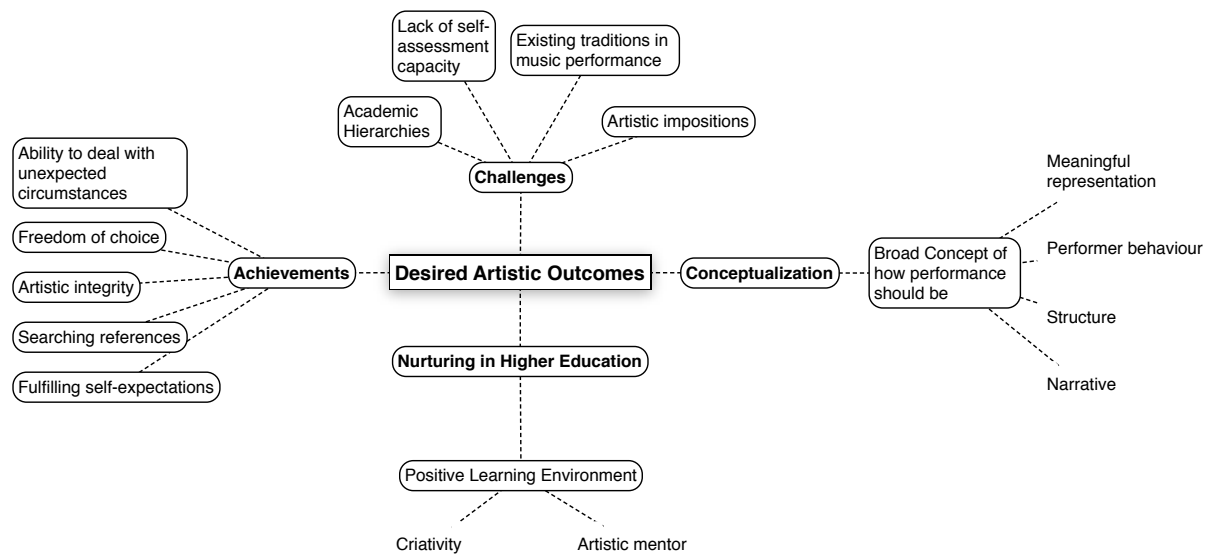 Lack of self-
assessment
capacity
Existing traditions in
music performance
Academic
Hierarchies
Artistic impositions
Challenges
Ability to deal with
unexpected
circumstances
Freedom of choice
Artistic integrity
Searching references
Fulfilling self-expectations
Achievements
Desired Artistic Outcomes
Conceptualization
Broad Concept of
how performance
should be
Meaningful
representation
Performer behaviour
Structure
Narrative
Nurturing in Higher Education
Positive Learning Environment
Criativity
Artistic mentor